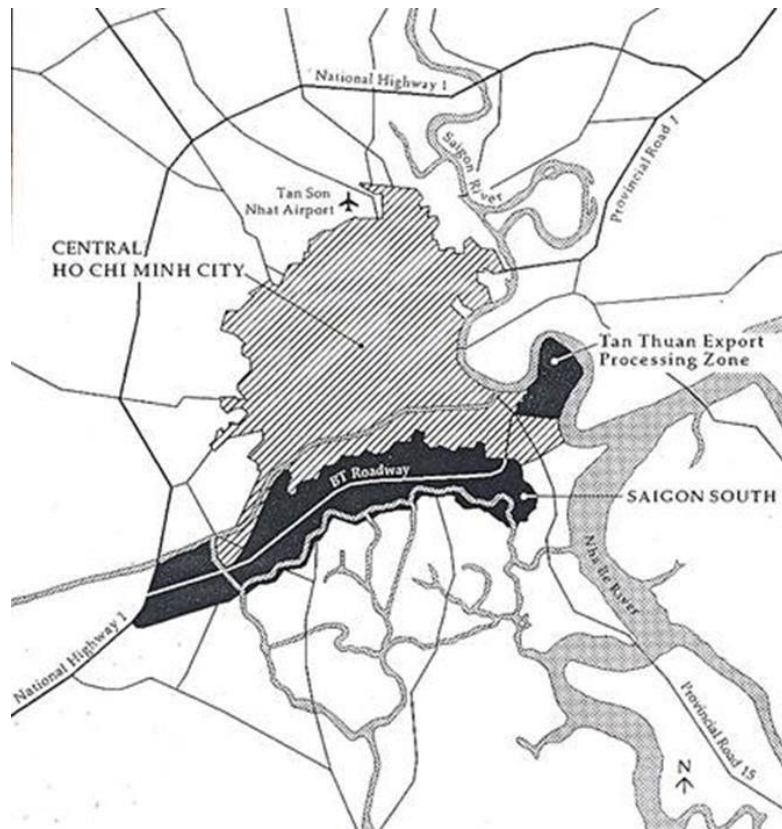 National Highway 1
Saigon River
Provincial Road 1
Tan Son
Nhat Airport
CENTRAL
HO CHI MINH CITY
Tan Thuan Export
Processing Zone
BT Roadway
SAIGON SOUTH
Nha Be River
National Highway 1
Provincial Road 15
N